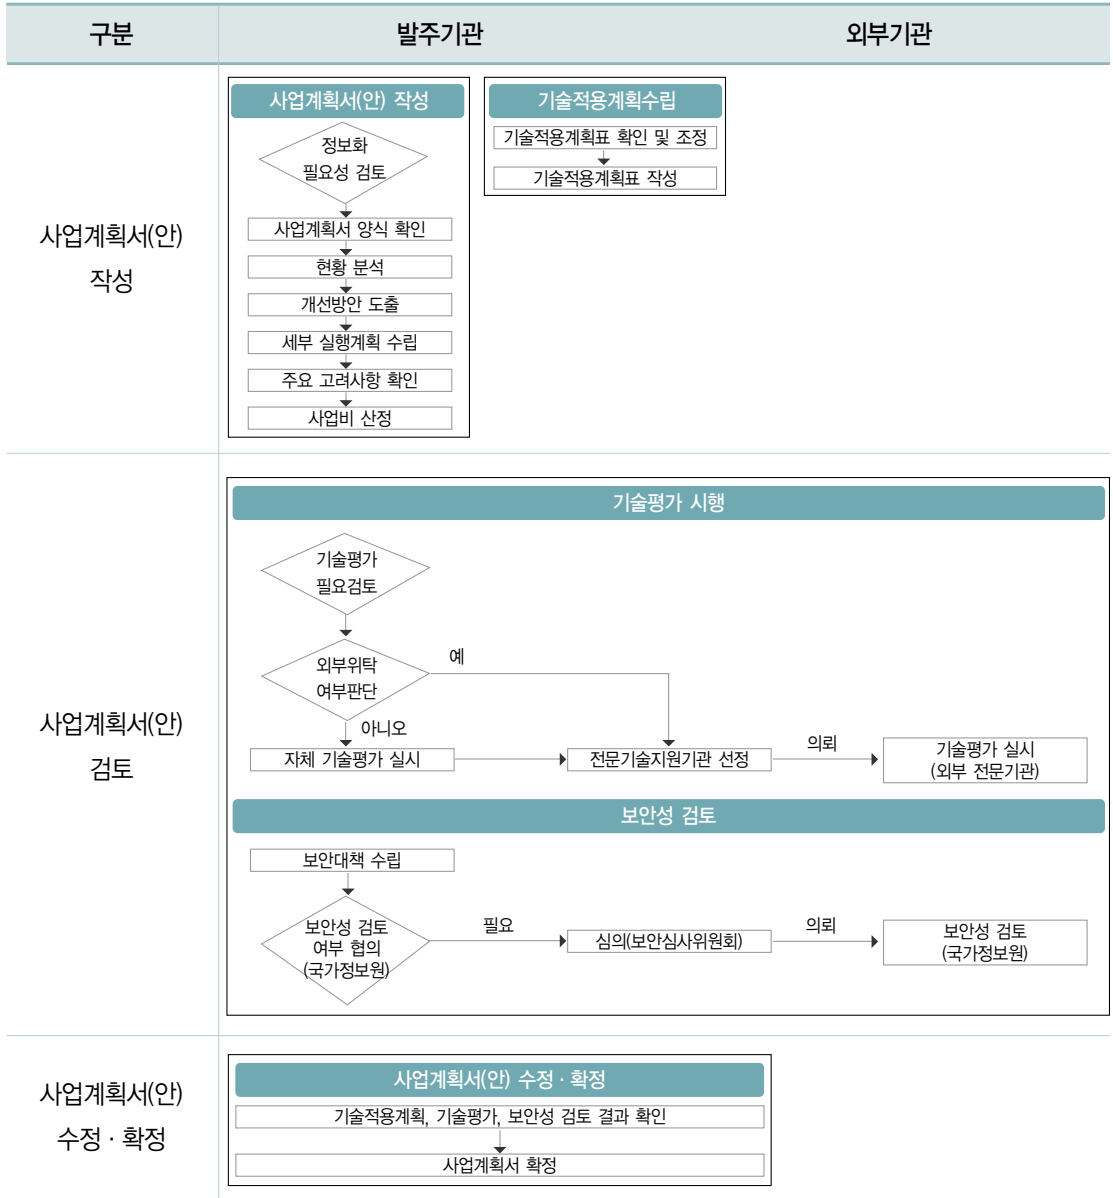 구분
발주기관
외부기관
사업계획서(안)
작성
사업계획서(안) 작성
정보화
필요성 검토
사업계획서 양식 확인
현황 분석
개선방안 도출
세부 실행계획 수립
주요 고려사항 확인
사업비 산정
기술적용계획수립
기술적용계획표 확인 및 조정
기술적용계획표 작성
사업계획서(안)
검토
기술평가 시행
기술평가
필요검토
외부위탁
여부판단
예
아니오
자체 기술평가 실시
전문기술지원기관 선정
의뢰
기술평가 실시
(외부 전문기관)
보안성 검토
보안대책 수립
보안성 검토
여부 협의
(국가정보원)
필요
심의(보안심사위원회)
의뢰
보안성 검토
(국가정보원)
사업계획서(안)
수정 · 확정
사업계획서(안) 수정 · 확정
기술적용계획, 기술평가, 보안성 검토 결과 확인
사업계획서 확정